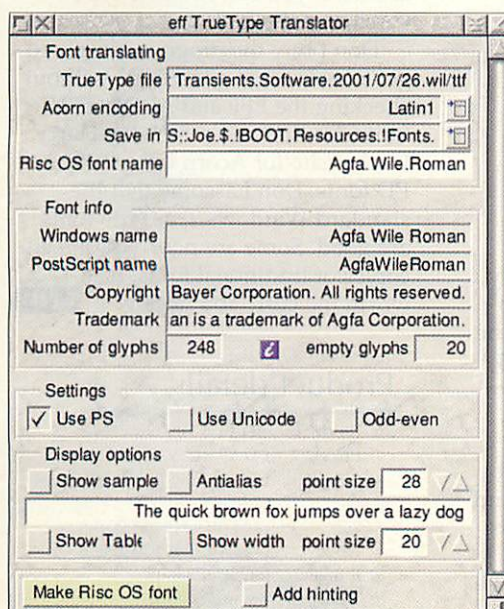 eff TrueType Translator
Font translating
TrueType file : Transients.Software.2001/07/26.wil/ttf
Acorn encoding Latin1
Save in S::Joe.$.!BOOT.Resources.!Fonts.
Risc OS font name Agfa.Wile.Roman
Font info
Windows name Agfa Wile Roman
PostScript name AgfaWileRoman
Copyright Bayer Corporation. All rights reserved.
Trademark an is a trademark of Agfa Corporation.
Number of glyphs 248 empty glyphs 20
Settings
Use PS Use Unicode Odd-even
Display options
Show sample Antialias point size 28
The quick brown fox jumps over a lazy dog
Show Table Show width point size 20
Make Risc OS font Add hinting